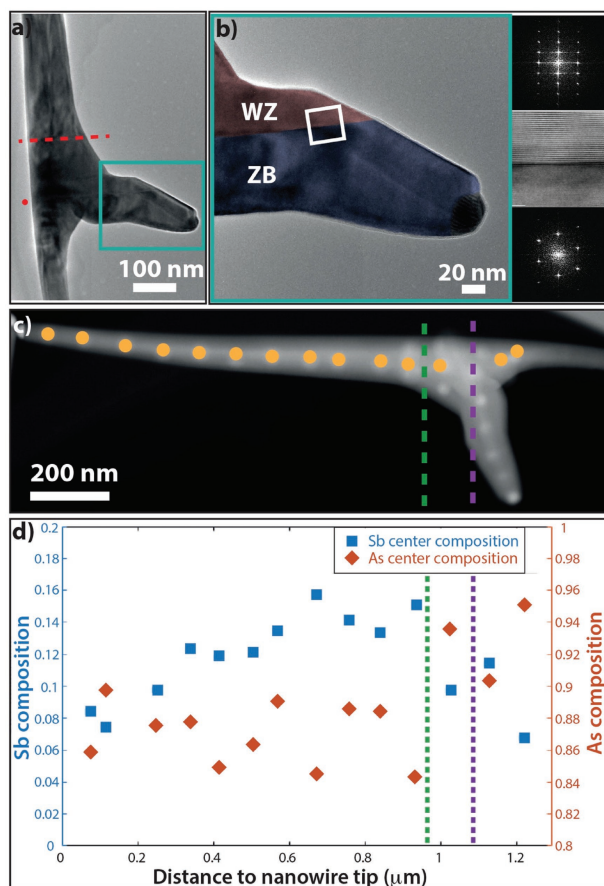 a)
100 nm
b)
WZ
ZB
20 nm
c)
200 nm
d)
Sb center composition
As center composition
Sb composition
0.2
0.16
0.14
0.12
0.1
0.08
0.06
0.04
0.02
0
As composition
1
0.98
0.96
0.94
0.92
0.9
0.88
0.86
0.84
0.82
0.8
0 0.2 0.4 0.6 0.8 1 1.2
Distance to nanowire tip (μm)